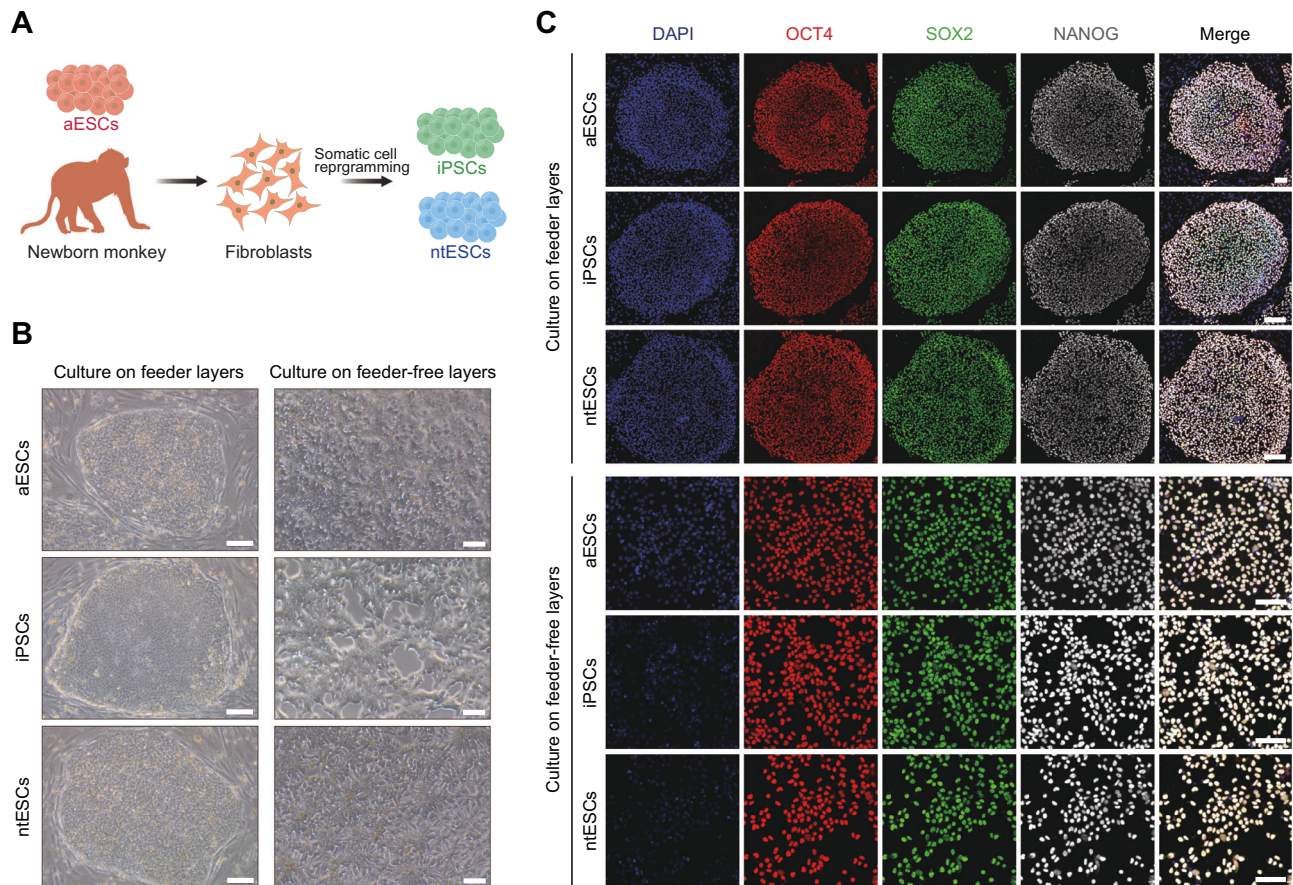 A
aESCs
Newborn monkey
Fibroblasts
Somatic cell
reprgramming
iPSCs
ntESCs
B
Culture on feeder layers
Culture on feeder-free layers
aESCs
iPSCs
ntESCs
C
DAPI
OCT4
SOX2
NANOG
Merge
Culture on feeder layers
aESCs
iPSCs
ntESCs
Culture on feeder-free layers
aESCs
iPSCs
ntESCs